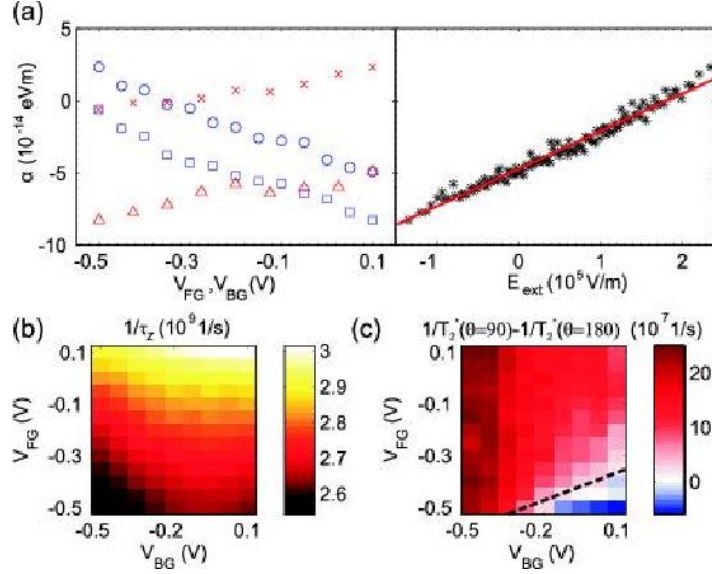 (a)
α (10⁻¹⁴ eVm)
0
-5
-10
-0.5 -0.3 -0.1 0.1
V_FG ,V_BG(V)
-1 0 1 2
E_ext (10⁵ V/m)
(b) 1/τ_z (10⁹ 1/s)
V_FG (V)
0.1
-0.1
-0.3
-0.5
-0.5 -0.2 0.1
V_BG (V)
3
2.9
2.8
2.7
2.6
(c) 1/T₂*(θ=90)-1/T₂*(θ=180) (10⁷ 1/s)
V_FG (V)
0.1
-0.1
-0.3
-0.5
-0.5 -0.2 0.1
V_BG (V)
20
10
0